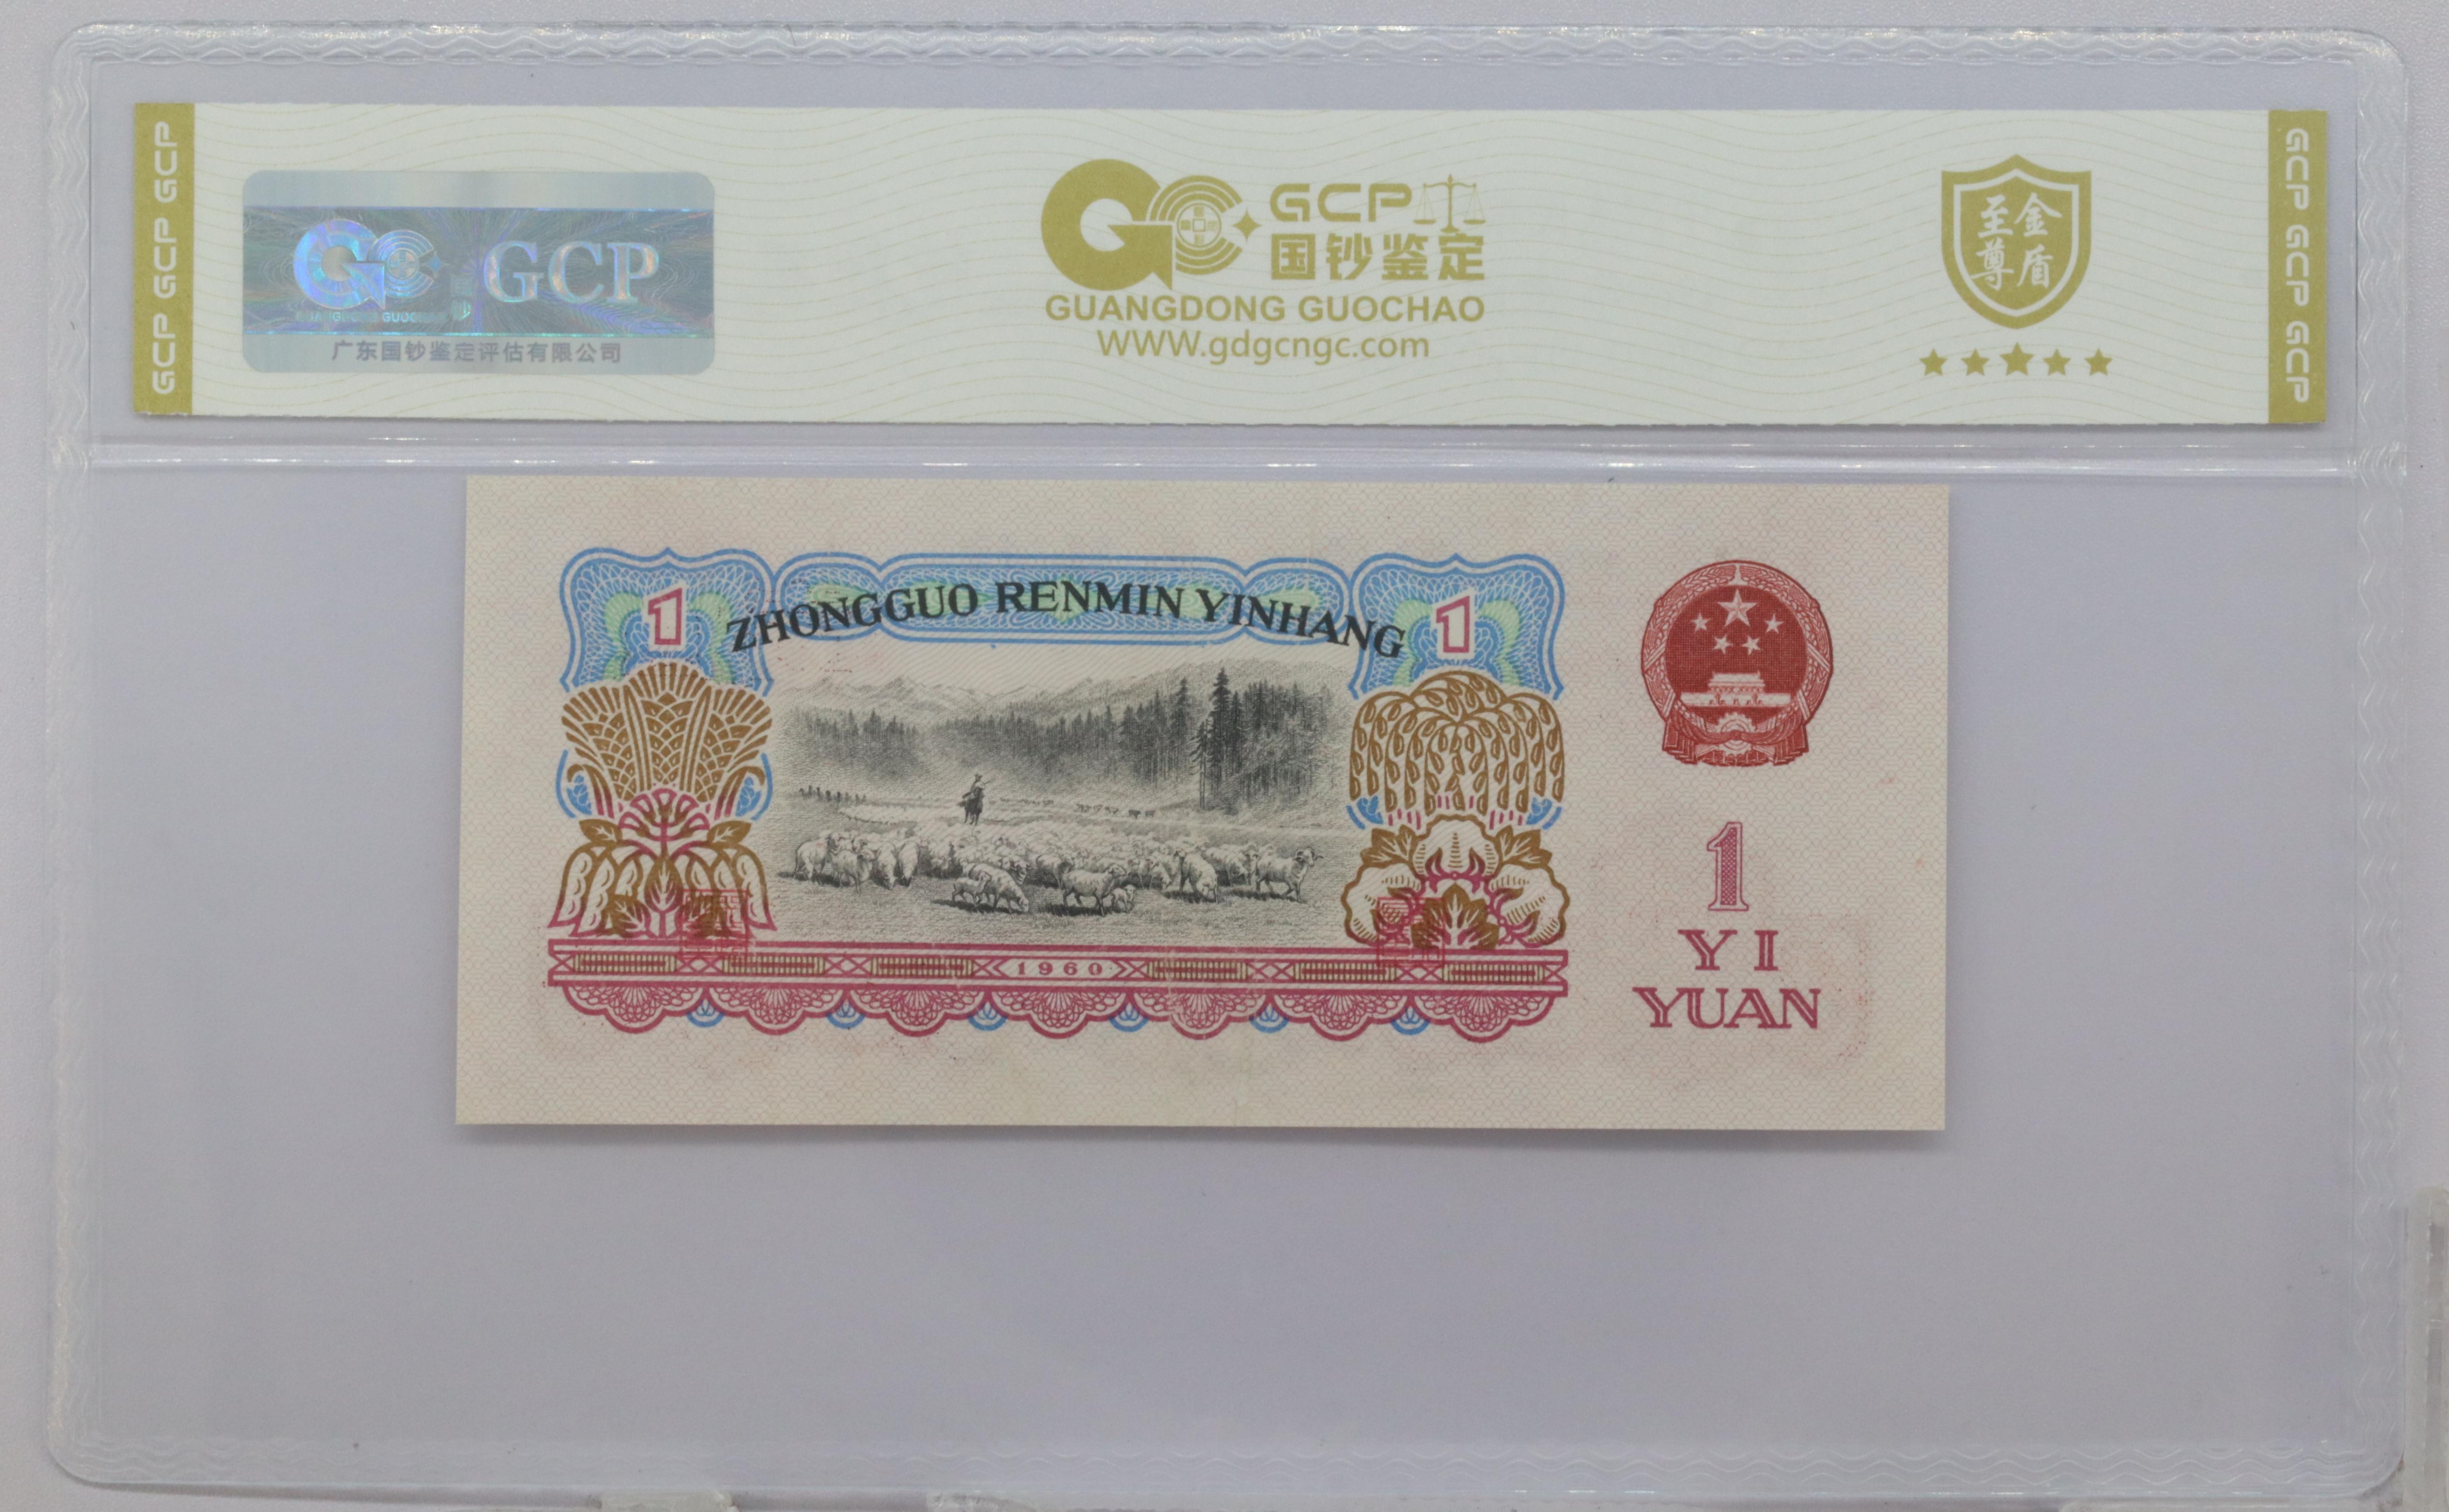 GCP GCP GCP
GCP
GUANGDONG GUOCHAO
广东国钞鉴定评估有限公司
GCP
国钞鉴定
GUANGDONG GUOCHAO
WWW.gdgcngc.com
至尊
金盾
GCP GCP GCP
1
ZHONGGUO RENMIN YINHANG
1
1960
1
YI
YUAN